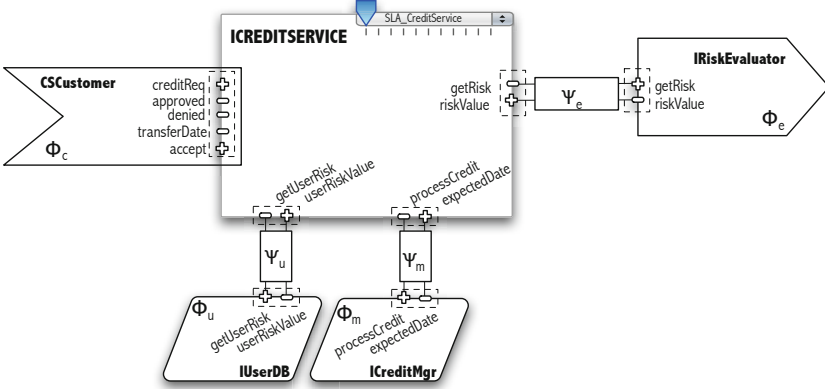 SLA_CreditService
ICREDITSERVICE
IRiskEvaluator
CSCustomer
creditReq
approved
denied
transferDate
accept
Φc
getRisk
riskValue
Ψe
getRisk
riskValue
Φe
getUserRisk
userRiskValue
processCredit
expectedDate
Ψu
Ψm
Φu
getUserRisk
userRiskValue
IUserDB
Φm
processCredit
expectedDate
ICreditMgr